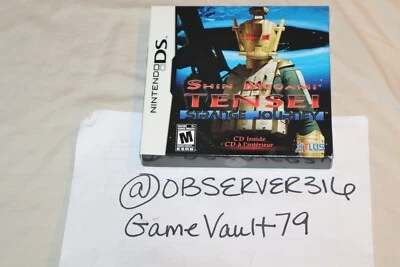 NINTENDO DS
SHIN MEGAMI
TENSEI
STRANGE JOURNEY
M
CD Inside
CD à l'intérieur
ATLUS
@OBSERVER316
GameVault79